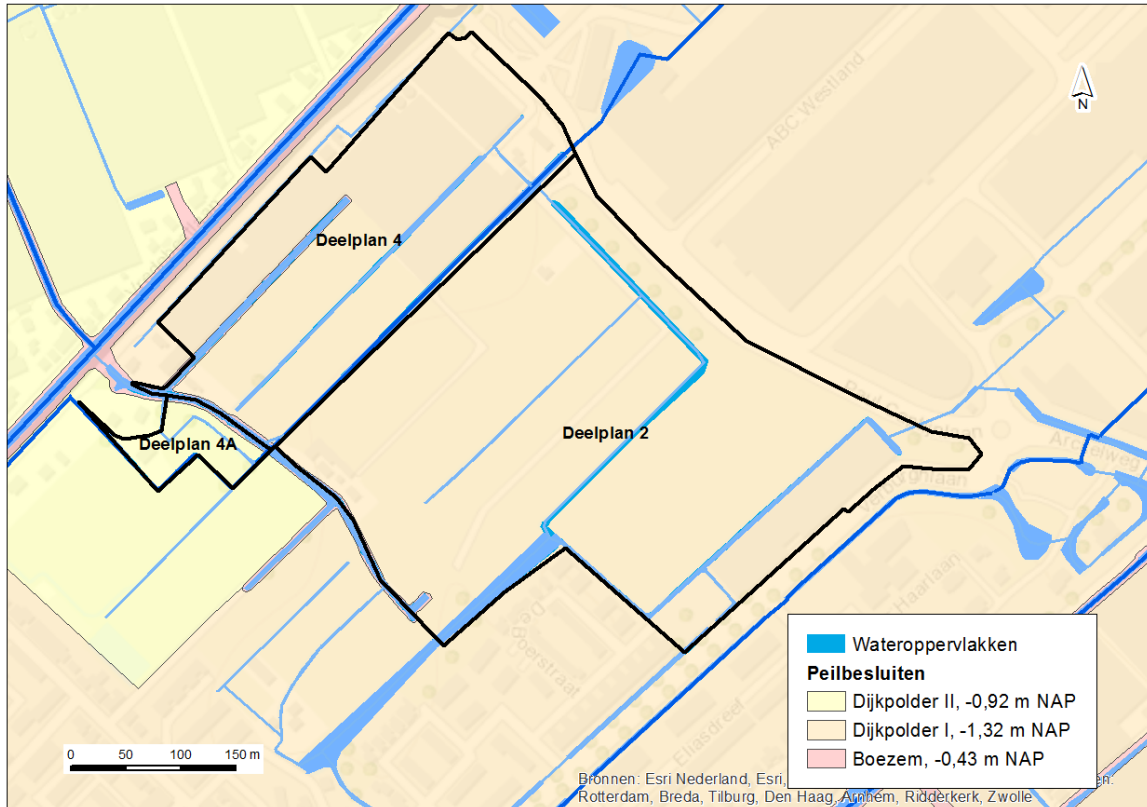 ABC Westland
N
Deelplan 4
Deelplan 4A
Deelplan 2
Arckelweg
De
Boerstraat
Haarlaan
Eliasdreef
Wateroppervlakken
Peilbesluiten
Dijkpolder II, -0,92 m NAP
Dijkpolder I, -1,32 m NAP
Boezem, -0,43 m NAP
0 50 100 150 m
Bronnen: Esri Nederland, Esri,
Rotterdam, Breda, Tilburg, Den Haag, Arnhem, Ridderkerk, Zwolle